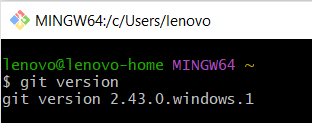 MINGW64:/c/Users/lenovo
lenovo@lenovo-home MINGW64 ~
$ git version
git version 2.43.0.windows.1